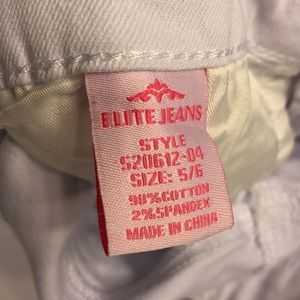 ELITE JEANS
STYLE
S20612-04
SIZE: 5/6
98%COTTON
2%SPANDEX
MADE IN CHINA